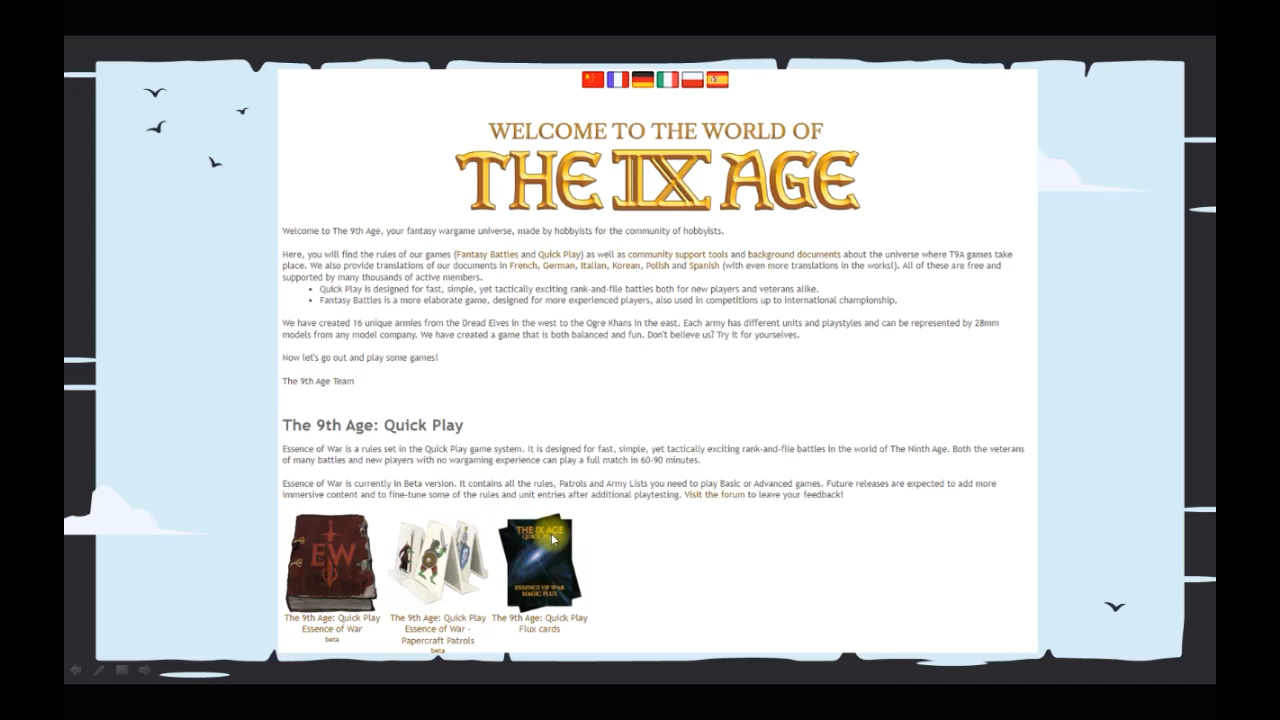 WELCOME TO THE WORLD OF
THE IX AGE
Welcome to The 9th Age, your fantasy wargame universe, made by hobbyists for the community of hobbyists.
Here, you will find the rules of our games (Fantasy Battles and Quick Play) as well as community support tools and background documents about the universe where T9A games take
place. We also provide translations of our documents in French, German, Italian, Korean, Polish and Spanish (with even more translations in the works!). All of these are free and
supported by many thousands of active members.
• Quick Play is designed for fast, simple, yet tactically exciting rank-and-file battles both for new players and veterans alike.
• Fantasy Battles is a more elaborate game, designed for more experienced players, also used in competitions up to international championship.
We have created 16 unique armies from the Dread Elves in the west to the Ogre Khans in the east. Each army has different units and playstyles and can be represented by 28mm
models from any model company. We have created a game that is both balanced and fun. Don't believe us? Try it for yourselves.
Now let's go out and play some games!
The 9th Age Team
The 9th Age: Quick Play
Essence of War is a rules set in the Quick Play game system. It is designed for fast, simple, yet tactically exciting rank-and-file battles in the world of The Ninth Age. Both the veterans
of many battles and new players with no wargaming experience can play a full match in 60-90 minutes.
Essence of War is currently in Beta version. It contains all the rules, Patrols and Army Lists you need to play Basic or Advanced games. Future releases are expected to add more
immersive content and to fine-tune some of the rules and unit entries after additional playtesting. Visit the forum to leave your feedback!
EW
THE IX AGE
QUICK PLAY
ESSENCE OF WAR
MAGIC FLUX
The 9th Age: Quick Play
Essence of War
beta
The 9th Age: Quick Play
Essence of War -
Papercraft Patrols
beta
The 9th Age: Quick Play
Flux cards